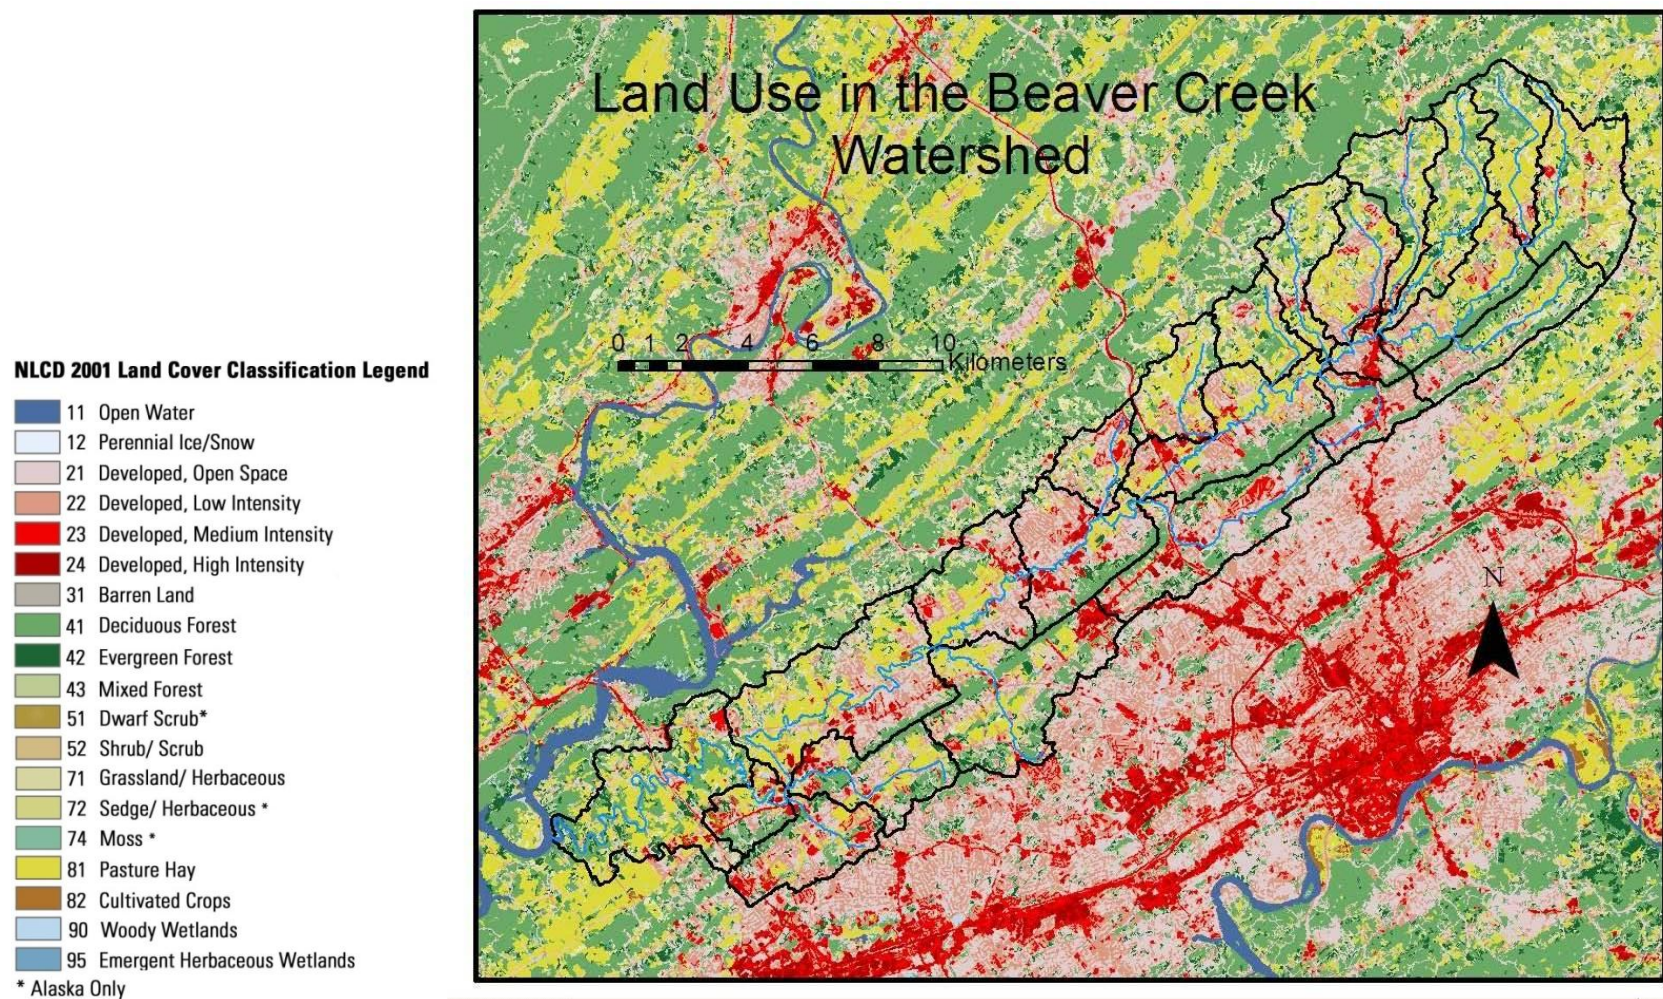 Land Use in the Beaver Creek
Watershed
0 1 2 4 6 8 10
Kilometers
N
NLCD 2001 Land Cover Classification Legend
11 Open Water
12 Perennial Ice/Snow
21 Developed, Open Space
22 Developed, Low Intensity
23 Developed, Medium Intensity
24 Developed, High Intensity
31 Barren Land
41 Deciduous Forest
42 Evergreen Forest
43 Mixed Forest
51 Dwarf Scrub*
52 Shrub/ Scrub
71 Grassland/ Herbaceous
72 Sedge/ Herbaceous *
74 Moss *
81 Pasture Hay
82 Cultivated Crops
90 Woody Wetlands
95 Emergent Herbaceous Wetlands
* Alaska Only